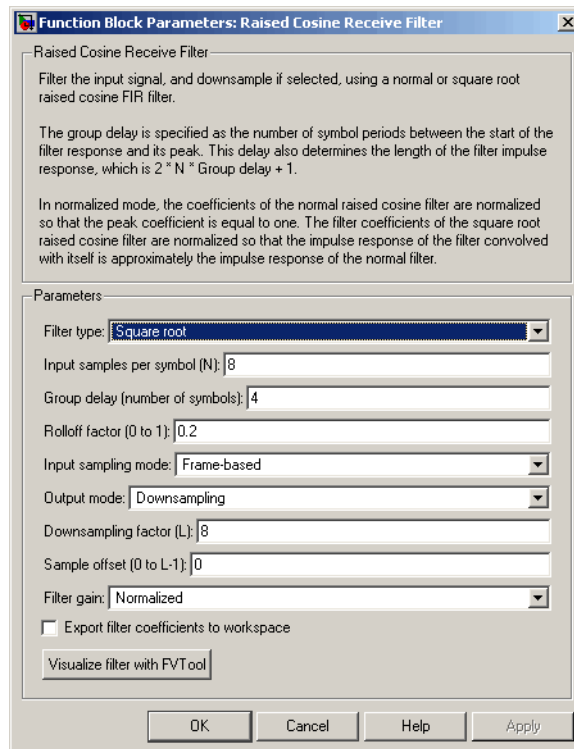 Function Block Parameters: Raised Cosine Receive Filter
Raised Cosine Receive Filter
Filter the input signal, and downsample if selected, using a normal or square root
raised cosine FIR filter.
The group delay is specified as the number of symbol periods between the start of the
filter response and its peak. This delay also determines the length of the filter impulse
response, which is 2 * N * Group delay + 1.
In normalized mode, the coefficients of the normal raised cosine filter are normalized
so that the peak coefficient is equal to one. The filter coefficients of the square root
raised cosine filter are normalized so that the impulse response of the filter convolved
with itself is approximately the impulse response of the normal filter.
Parameters
Filter type: Square root
Input samples per symbol (N): 8
Group delay (number of symbols): 4
Rolloff factor (0 to 1): 0.2
Input sampling mode: Frame-based
Output mode: Downsampling
Downsampling factor (L): 8
Sample offset (0 to L-1): 0
Filter gain: Normalized
Export filter coefficients to workspace
Visualize filter with FVTool
OK Cancel Help Apply